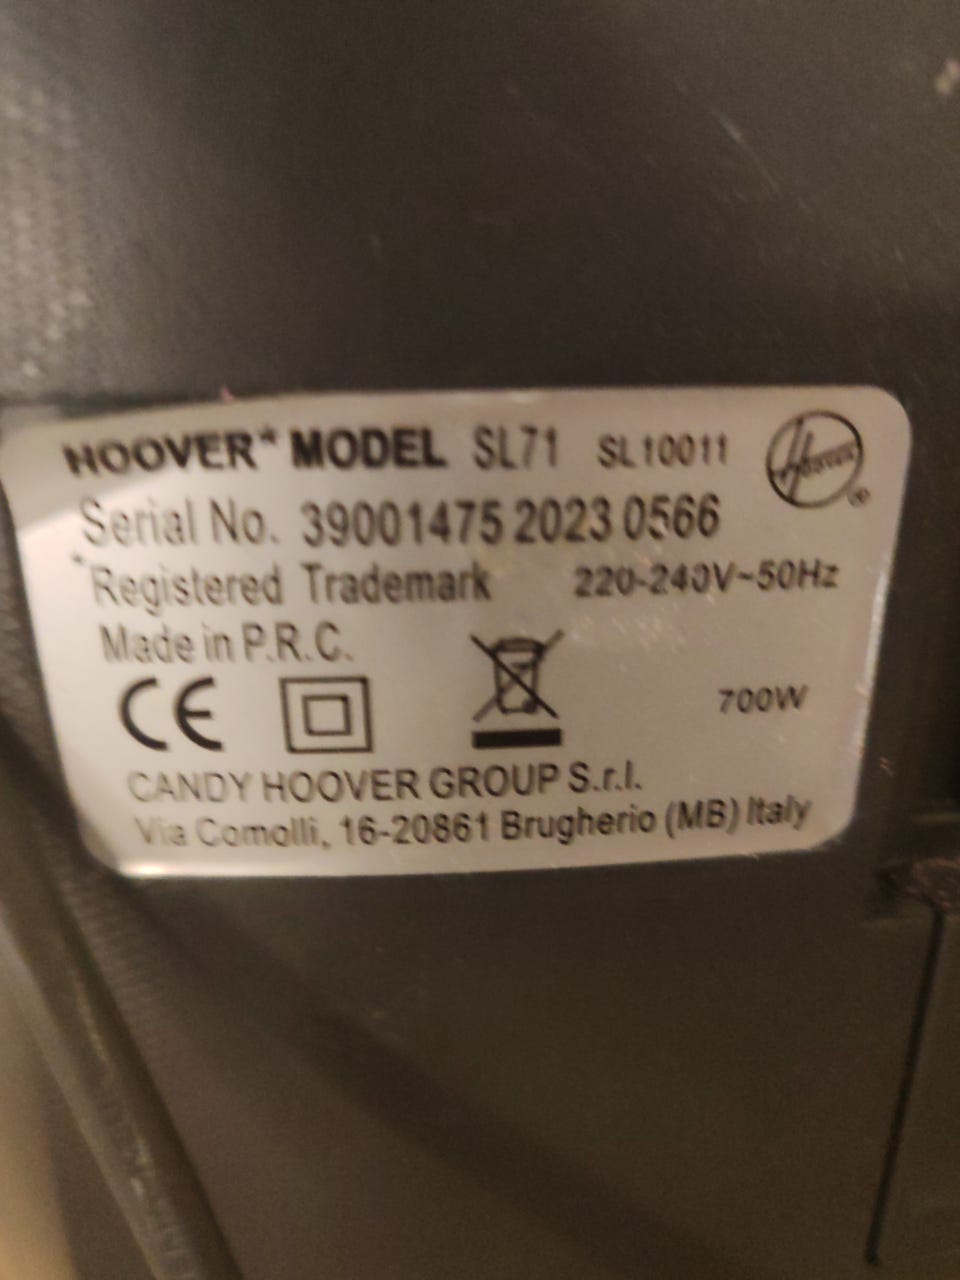 HOOVER* MODEL SL71 SL10011 HOOVER ®
Serial No. 39001475 2023 0566
*Registered Trademark 220-240V~50Hz
Made in P.R.C.
CE 700W
CANDY HOOVER GROUP S.r.l.
Via Comolli, 16-20861 Brugherio (MB) Italy